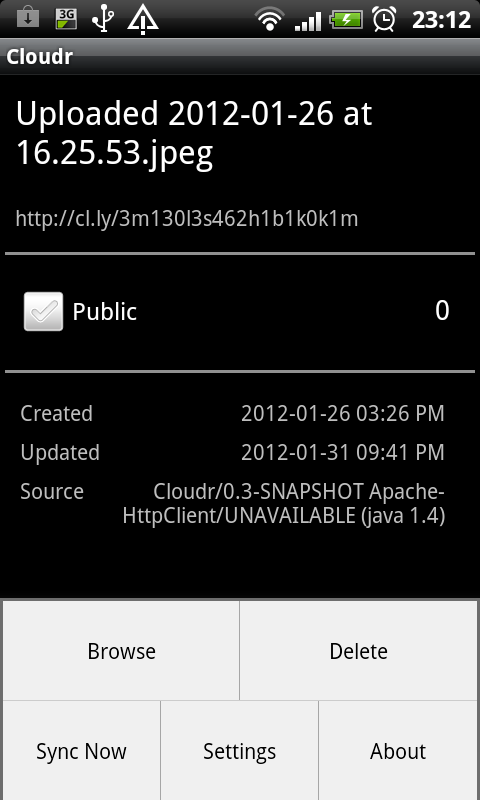 3G
23:12
Cloudr
Uploaded 2012-01-26 at
16.25.53.jpeg
http://cl.ly/3m130l3s462h1b1k0k1m
Public 0
Created 2012-01-26 03:26 PM
Updated 2012-01-31 09:41 PM
Source Cloudr/0.3-SNAPSHOT Apache-
HttpClient/UNAVAILABLE (java 1.4)
Browse Delete
Sync Now Settings About